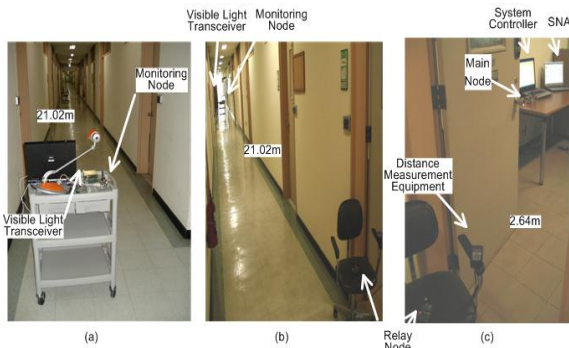 Visible Light
Transceiver
Monitoring
Node
System
Controller
SNA
Monitoring
Node
21.02m
Visible Light
Transceiver
21.02m
Main
Node
Distance
Measurement
Equipment
2.64m
Relay
Node
(a)
(b)
(c)